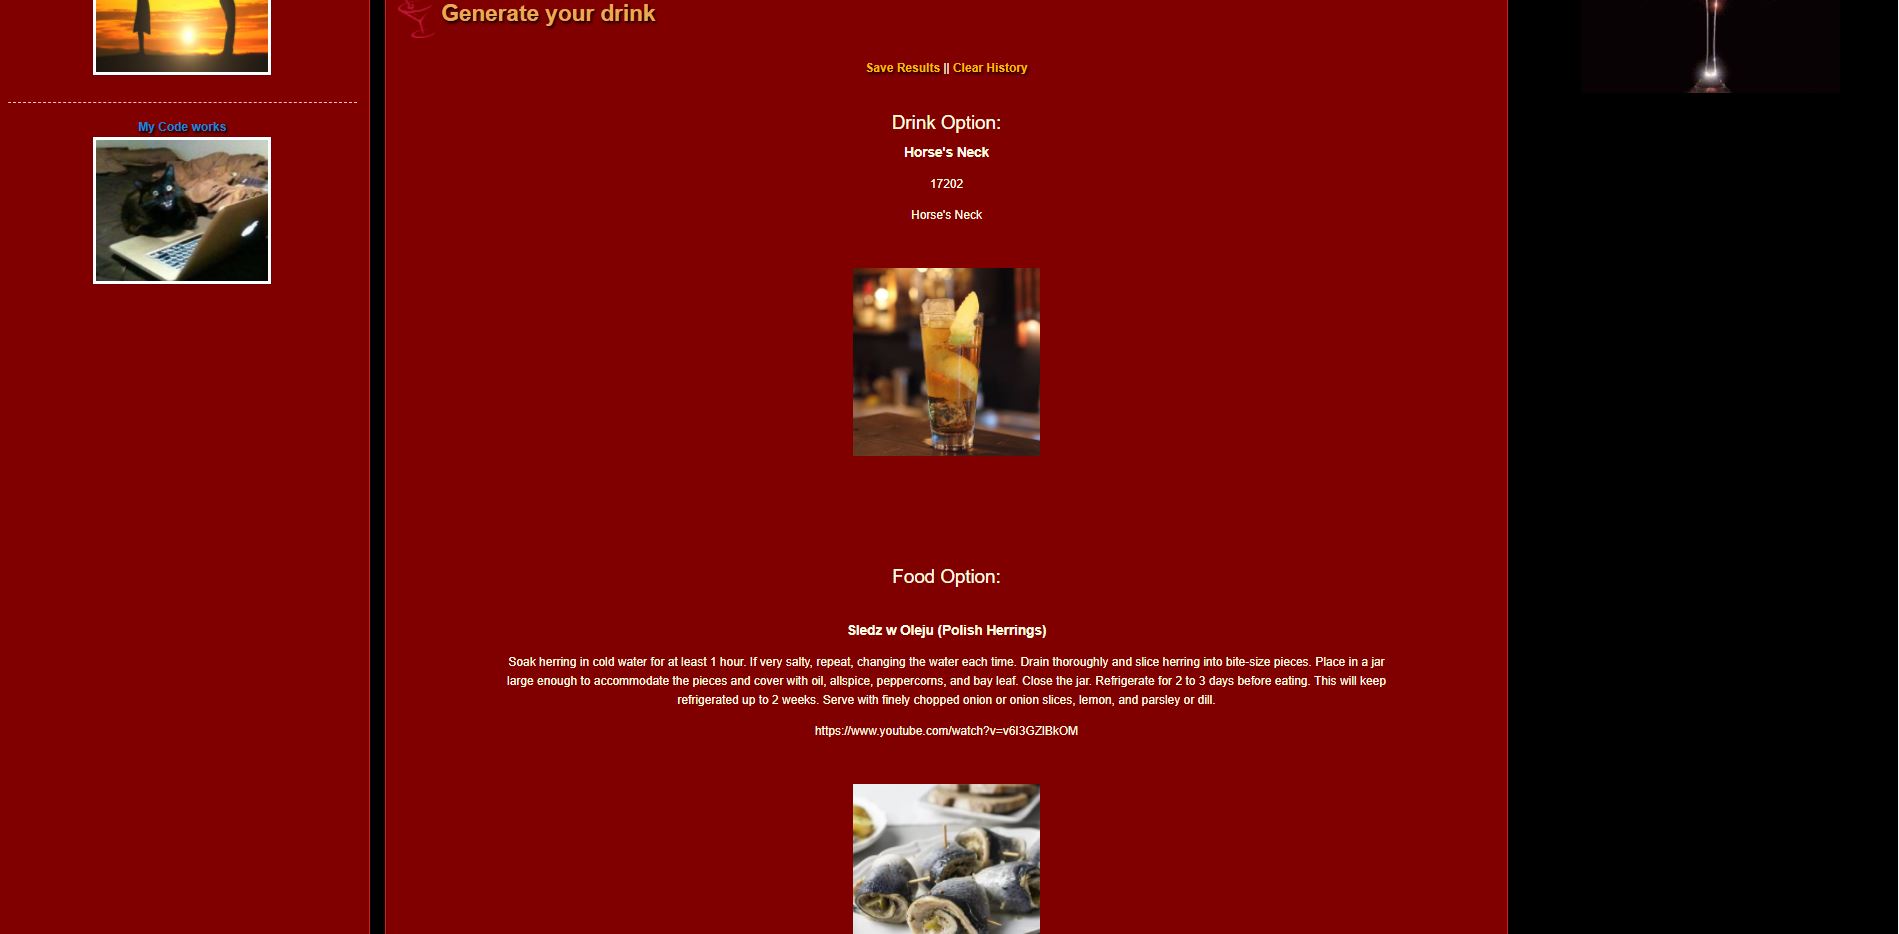 Generate your drink
Save Results || Clear History
My Code works
Drink Option:
Horse's Neck
17202
Horse's Neck
Food Option:
Sledz w Oleju (Polish Herrings)
Soak herring in cold water for at least 1 hour. If very salty, repeat, changing the water each time. Drain thoroughly and slice herring into bite-size pieces. Place in a jar
large enough to accommodate the pieces and cover with oil, allspice, peppercorns, and bay leaf. Close the jar. Refrigerate for 2 to 3 days before eating. This will keep
refrigerated up to 2 weeks. Serve with finely chopped onion or onion slices, lemon, and parsley or dill.
https://www.youtube.com/watch?v=v6I3GZlBkOM